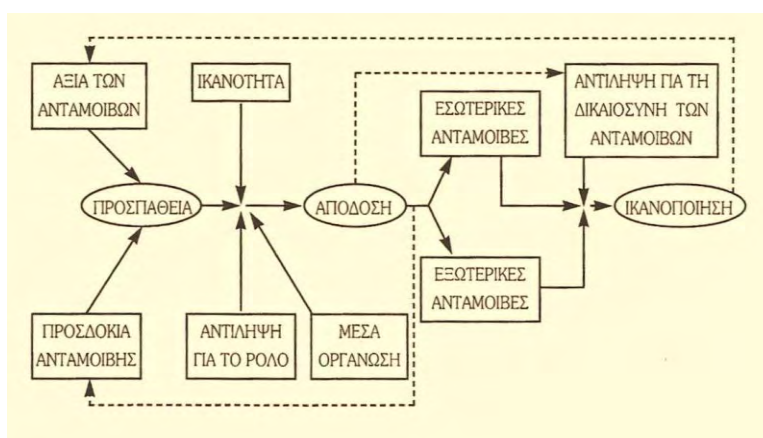 ΑΞΙΑ ΤΩΝ
ΑΝΤΑΜΟΙΒΩΝ
ΙΚΑΝΟΤΗΤΑ
ΕΣΩΤΕΡΙΚΕΣ
ΑΝΤΑΜΟΙΒΕΣ
ΑΝΤΙΛΗΨΗ ΓΙΑ ΤΗ
ΔΙΚΑΙΟΣΥΝΗ ΤΩΝ
ΑΝΤΑΜΟΙΒΩΝ
ΠΡΟΣΠΑΘΕΙΑ
ΑΠΟΔΟΣΗ
ΙΚΑΝΟΠΟΙΗΣΗ
ΕΞΩΤΕΡΙΚΕΣ
ΑΝΤΑΜΟΙΒΕΣ
ΠΡΟΣΔΟΚΙΑ
ΑΝΤΑΜΟΙΒΗΣ
ΑΝΤΙΛΗΨΗ
ΓΙΑ ΤΟ ΡΟΛΟ
ΜΕΣΑ
ΟΡΓΑΝΩΣΗ